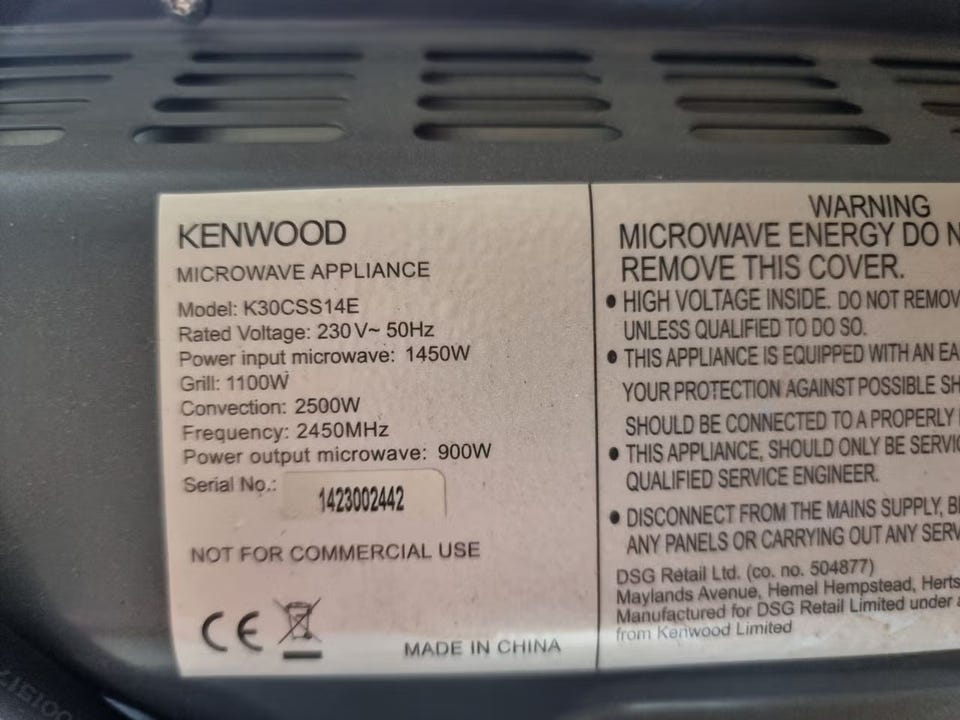 KENWOOD
MICROWAVE APPLIANCE
Model: K30CSS14E
Rated Voltage: 230V~ 50Hz
Power input microwave: 1450W
Grill: 1100W
Convection: 2500W
Frequency: 2450MHz
Power output microwave: 900W
Serial No.:
1423002442
NOT FOR COMMERCIAL USE
CE
MADE IN CHINA
WARNING
MICROWAVE ENERGY DO
REMOVE THIS COVER.
• HIGH VOLTAGE INSIDE. DO NOT
UNLESS QUALIFIED TO DO SO.
• THIS APPLIANCE IS EQUIPPED WITH AN
YOUR PROTECTION AGAINST POSSIBLE
SHOULD BE CONNECTED TO A PROPERLY
• THIS APPLIANCE, SHOULD ONLY BE
QUALIFIED SERVICE ENGINEER.
• DISCONNECT FROM THE MAINS SUPPLY,
ANY PANELS OR CARRYING OUT ANY
DSG Retail Ltd. (co. no. 504877)
Maylands Avenue, Hemel Hempstead, Herts
Manufactured for DSG Retail Limited under
from Kenwood Limited